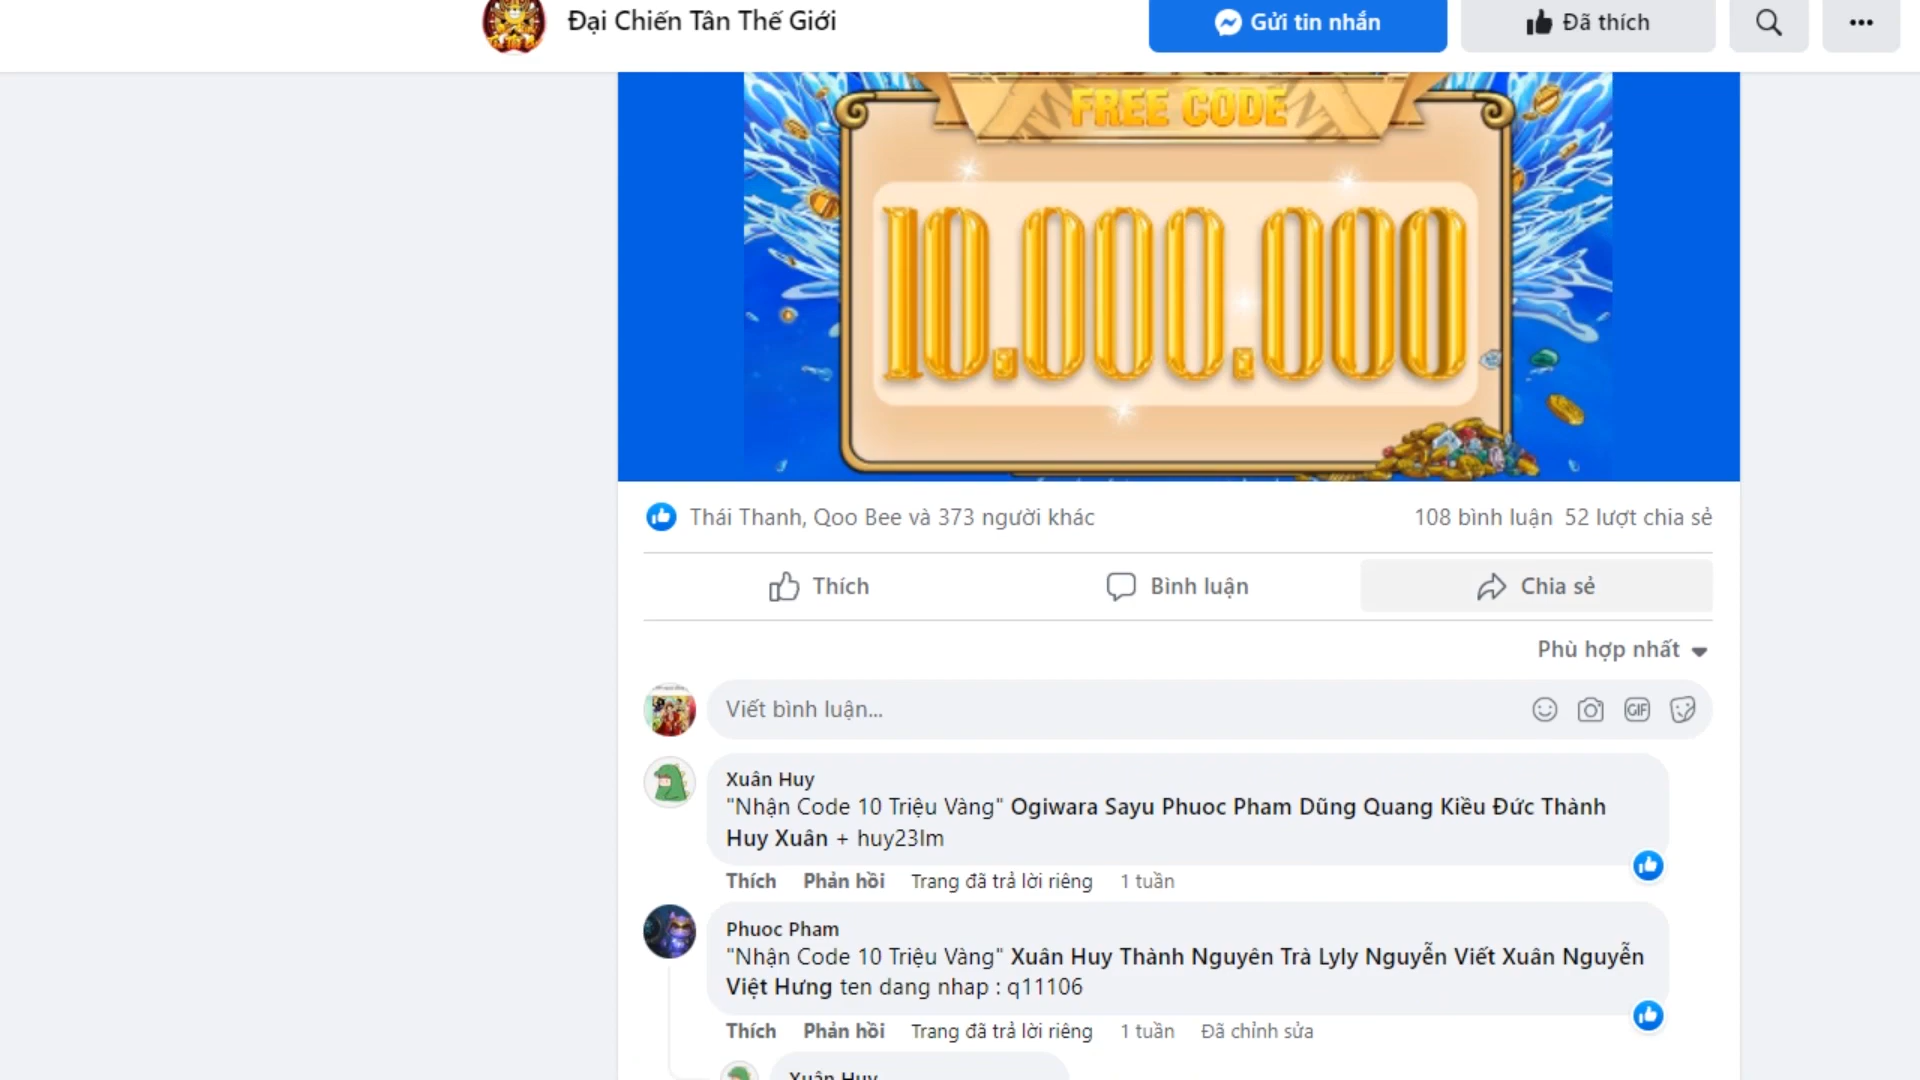 Đại Chiến Tân Thế Giới
Gửi tin nhắn
Đã thích
FREE CODE
10.000.000
Thái Thanh, Qoo Bee và 373 người khác
108 bình luận 52 lượt chia sẻ
Thích
Bình luận
Chia sẻ
Phù hợp nhất
Viết bình luận...
GIF
Xuân Huy
"Nhận Code 10 Triệu Vàng" Ogiwara Sayu Phuoc Pham Dũng Quang Kiều Đức Thành
Huy Xuân + huy23lm
Thích Phản hồi Trang đã trả lời riêng 1 tuần
Phuoc Pham
"Nhận Code 10 Triệu Vàng" Xuân Huy Thành Nguyên Trà Lyly Nguyễn Viết Xuân Nguyễn
Việt Hưng ten dang nhap : q11106
Thích Phản hồi Trang đã trả lời riêng 1 tuần Đã chỉnh sửa
Xuân Huy